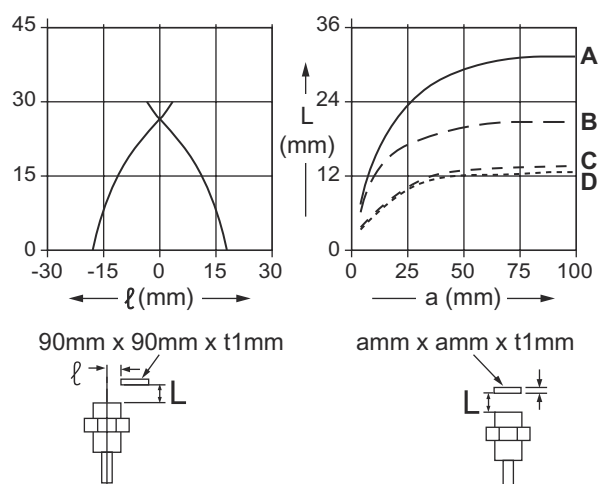 45
30
15
0
-30 -15 0 15 30
ℓ (mm)
90mm x 90mm x t1mm
ℓ
L
36
24
12
0
L
(mm)
A
B
C
D
0 25 50 75 100
a (mm)
amm x amm x t1mm
L